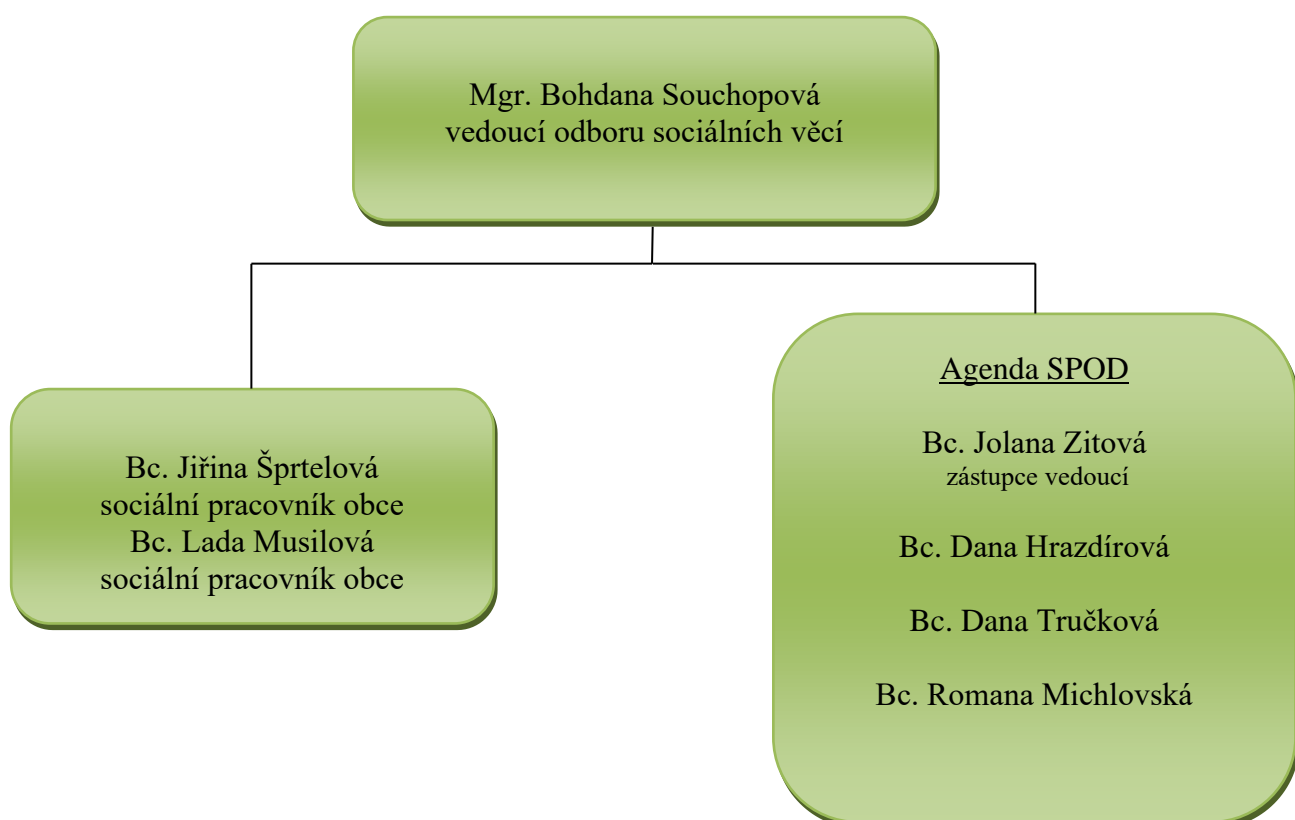 Mgr. Bohdana Souchopová
vedoucí odboru sociálních věcí
Bc. Jiřina Šprtelová
sociální pracovník obce
Bc. Lada Musilová
sociální pracovník obce
Agenda SPOD
Bc. Jolana Zitová
zástupce vedoucí
Bc. Dana Hrazdírová
Bc. Dana Tručková
Bc. Romana Michlovská